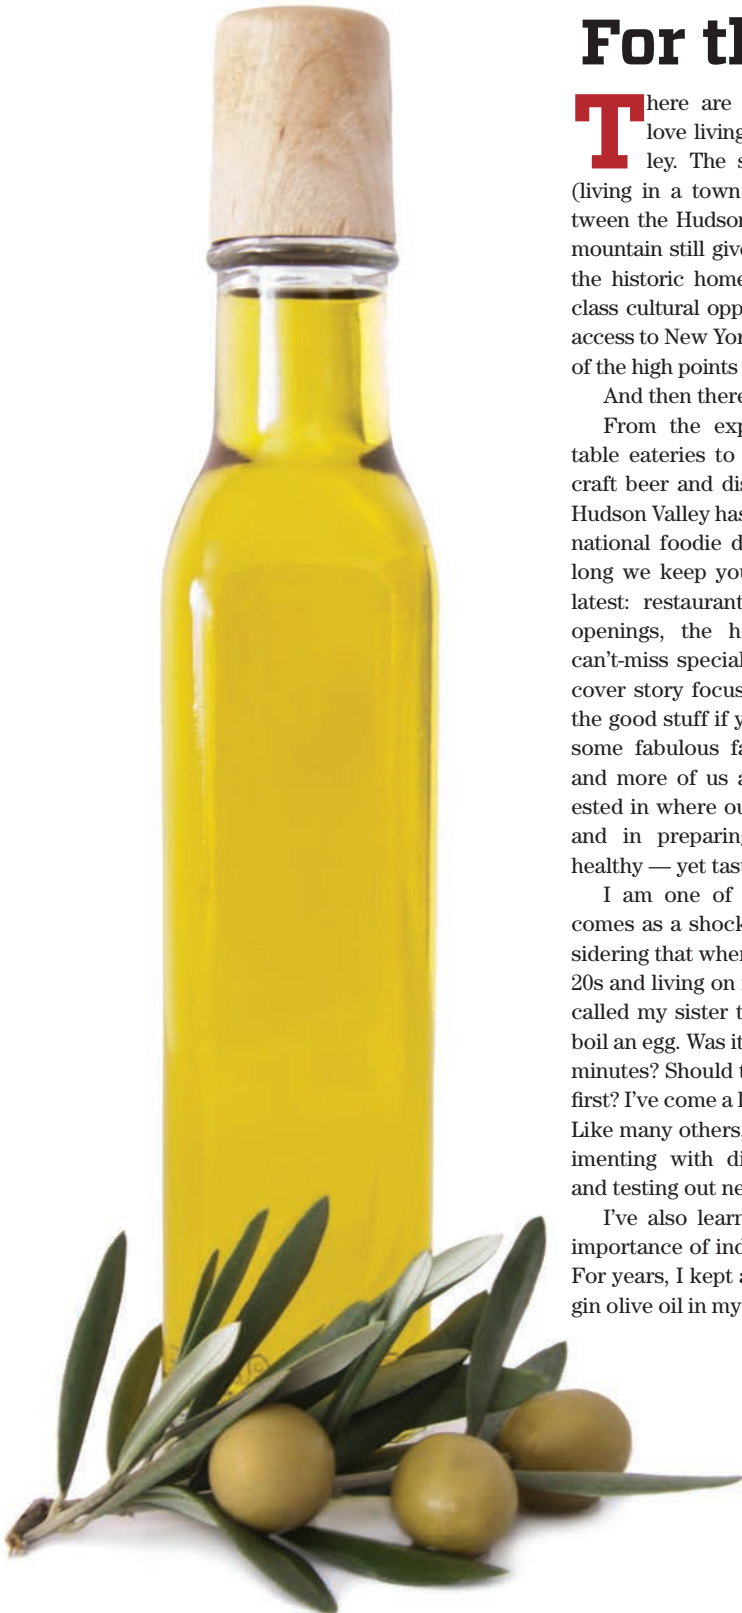 For th
There are
love living
ley. The s
(living in a town
tween the Hudson
mountain still give
the historic home
class cultural opp
access to New Yor
of the high points
And then there
From the exp
table eateries to
craft beer and dis
Hudson Valley has
national foodie d
long we keep you
latest: restaurant
openings, the h
can't-miss special
cover story focus
the good stuff if y
some fabulous fa
and more of us a
ested in where ou
and in preparing
healthy — yet tast
I am one of
comes as a shock
sidering that when
20s and living on
called my sister t
boil an egg. Was it
minutes? Should t
first? I've come a l
Like many others,
imenting with di
and testing out ne
I've also learn
importance of ind
For years, I kept a
gin olive oil in my